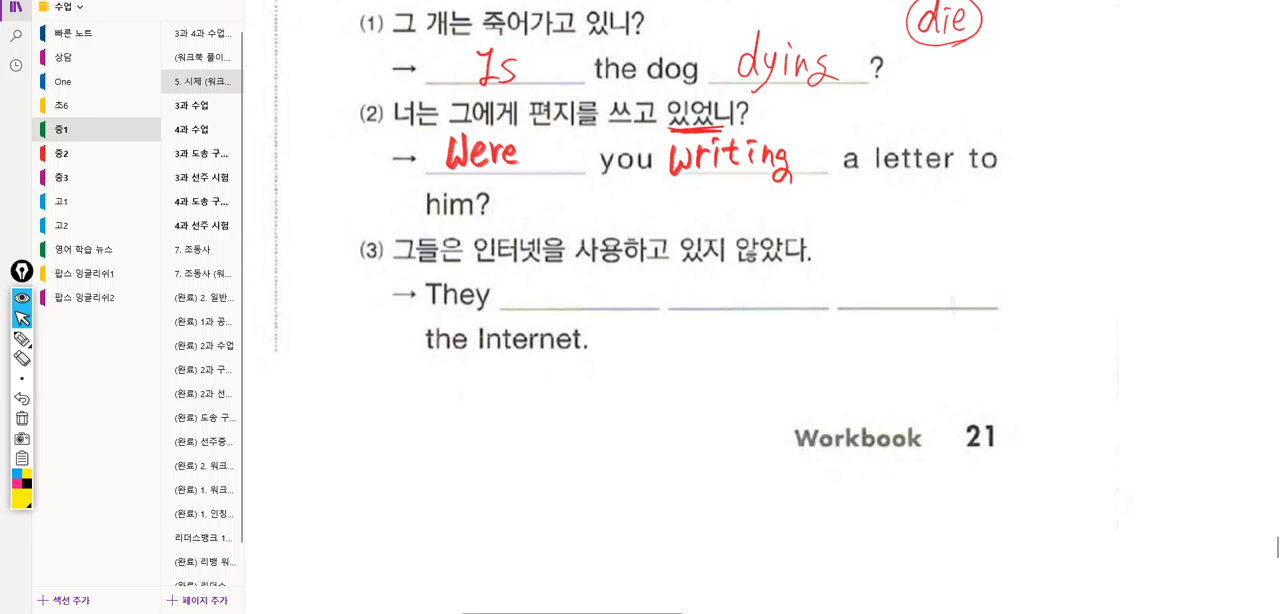 수업
빠른 노트
상담
One
초6
중1
중2
중3
고1
고2
영어 학습 뉴스
팝스 잉글리쉬1
팝스 잉글리쉬2
섹션 추가
3과 4과 수업...
(워크북 풀이...
5. 시제 (워크...
3과 수업
4과 수업
3과 도송 구...
3과 선주 시험
4과 도송 구...
4과 선주 시험
7. 조동사
7. 조동사 (워...
(완료) 2. 일반...
(완료) 1과 공...
(완료) 2과 수업
(완료) 2과 구...
(완료) 2과 선...
(완료) 도송 구...
(완료) 선주중...
(완료) 2. 워크...
(완료) 1. 워크...
(완료) 1. 인칭...
리더스뱅크 1...
(완료) 리뱅 워...
(완료) 리더스...
페이지 추가
(1) 그 개는 죽어가고 있니? die
→ Is the dog dying ?
(2) 너는 그에게 편지를 쓰고 있었니?
→ Were you writing a letter to
him?
(3) 그들은 인터넷을 사용하고 있지 않았다.
→ They
the Internet.
Workbook 21